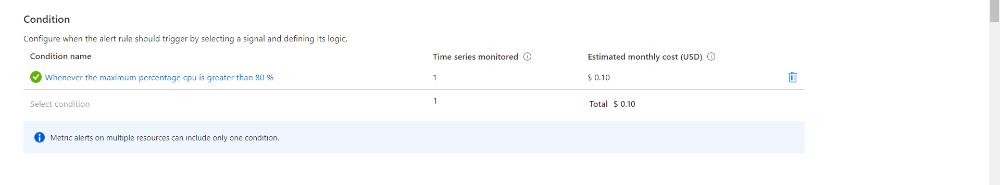 Condition
Configure when the alert rule should trigger by selecting a signal and defining its logic.
Condition name Time series monitored Estimated monthly cost (USD)
Whenever the maximum percentage cpu is greater than 80 % 1 $ 0.10
Select condition 1 Total $ 0.10
Metric alerts on multiple resources can include only one condition.